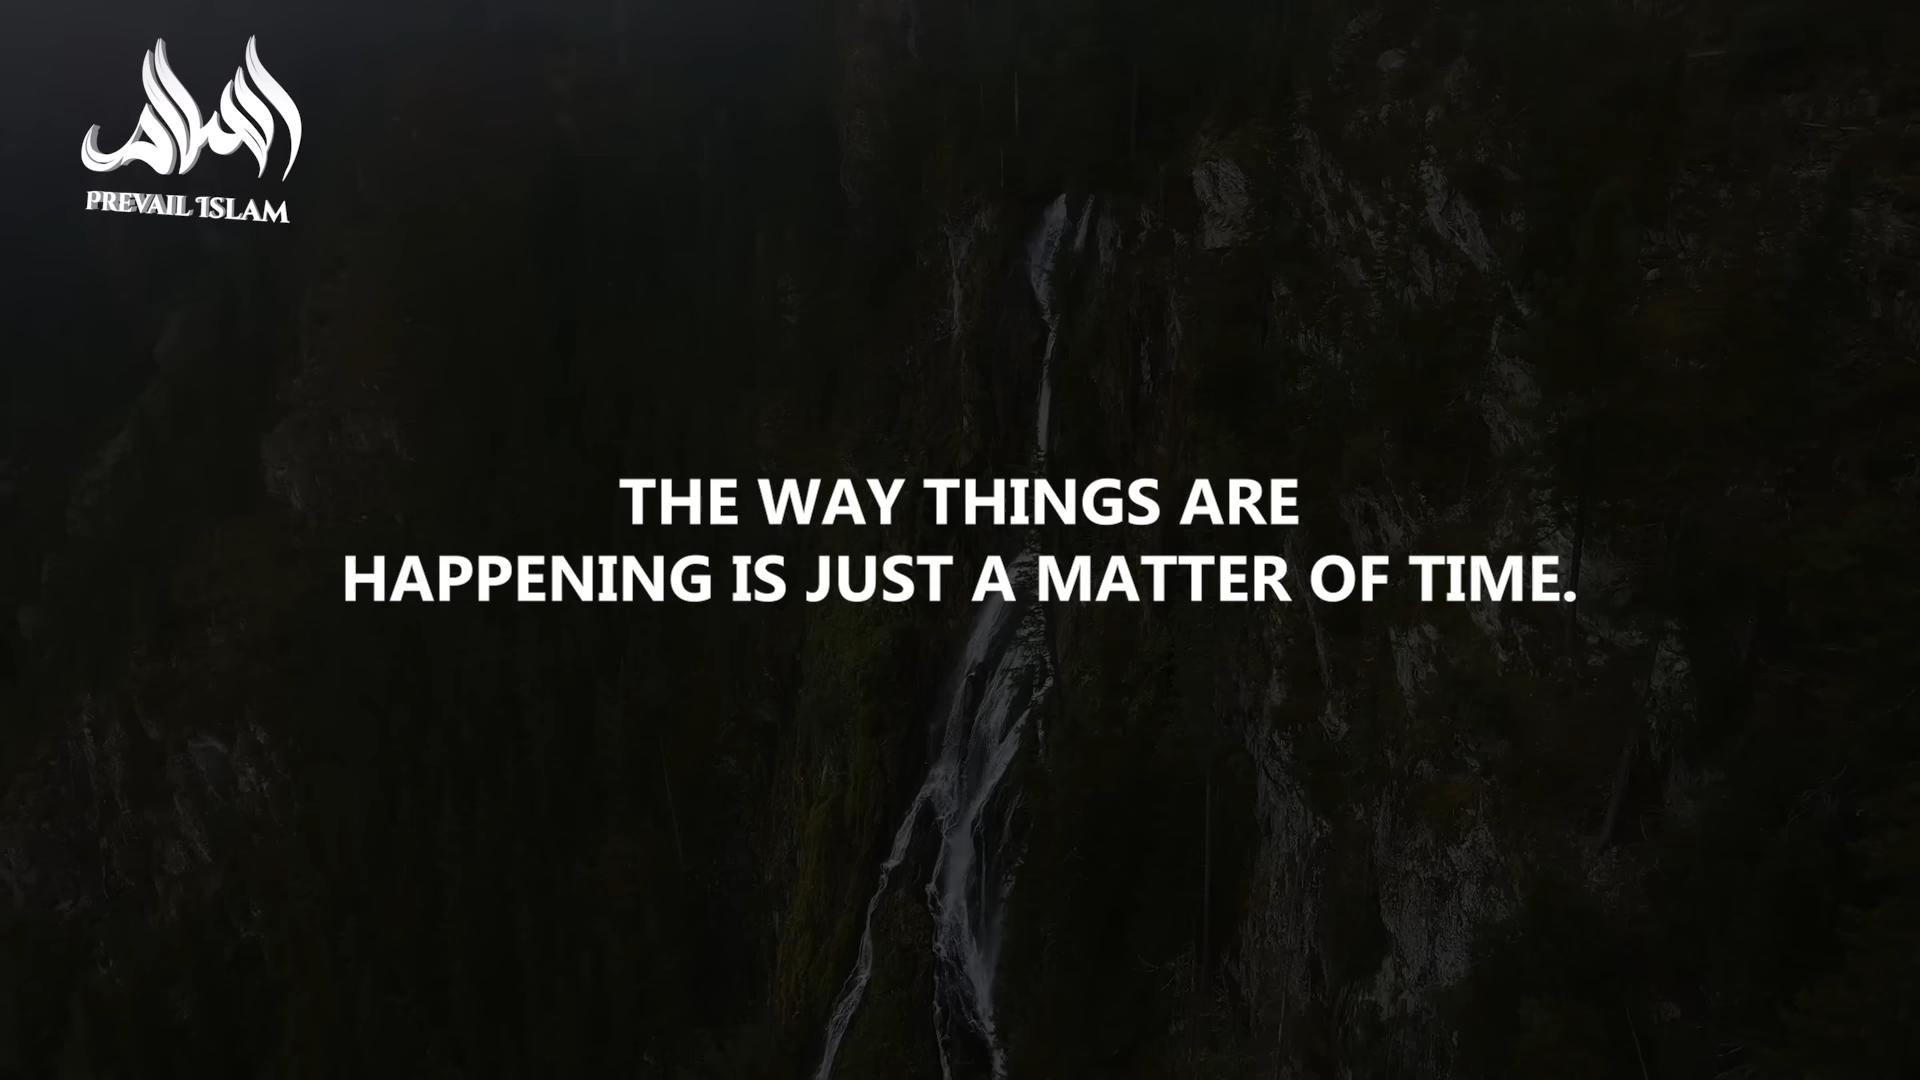 PREVAIL ISLAM
THE WAY THINGS ARE
HAPPENING IS JUST A MATTER OF TIME.